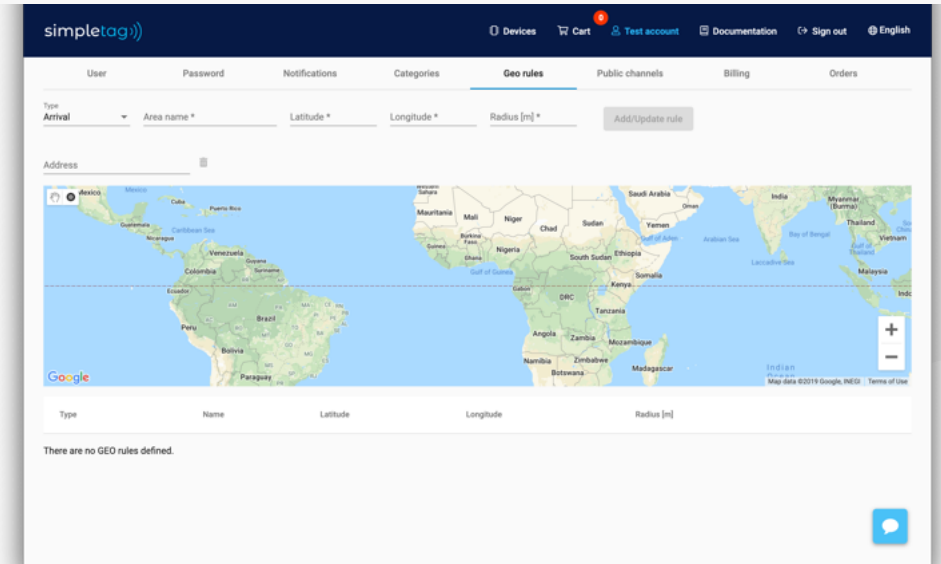 simpletag
Devices
Cart
0
Test account
Documentation
Sign out
English
User
Password
Notifications
Categories
Geo rules
Public channels
Billing
Orders
Type
Arrival
Area name *
Latitude *
Longitude *
Radius [m] *
Add/Update rule
Address
Mexico
Mexico
Cuba
Puerto Rico
Guatemala
Caribbean Sea
Nicaragua
Venezuela
Guyana
Suriname
Colombia
Ecuador
Brazil
Peru
Bolivia
Paraguay
Western
Sahara
Mauritania
Mali
Niger
Chad
Sudan
Burkina
Faso
Guinea
Ghana
Nigeria
South Sudan
Ethiopia
Gulf of Guinea
Somalia
Kenya
Gabon
DRC
Tanzania
Angola
Zambia
Mozambique
Namibia
Zimbabwe
Botswana
Madagascar
Saudi Arabia
Oman
Yemen
Gulf of Aden
Arabian Sea
India
Myanmar
(Burma)
Bay of Bengal
Thailand
Gulf of
Thailand
Vietnam
Laccadive Sea
Malaysia
Indian
Ocean
Google
Map data ©2019 Google, INEGI
Terms of Use
Type
Name
Latitude
Longitude
Radius [m]
There are no GEO rules defined.